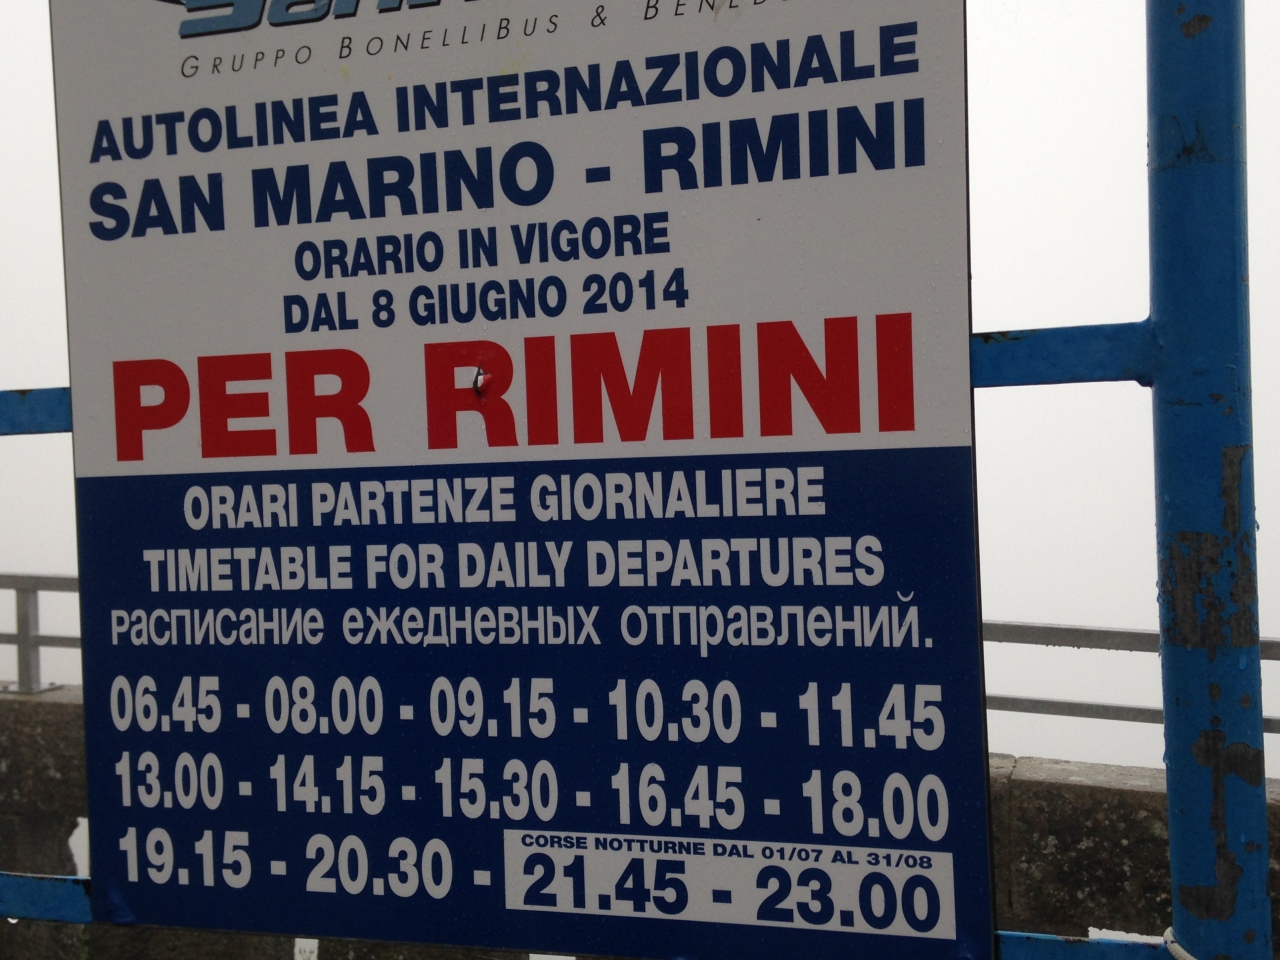 GRUPPO BONELLIBUS &
AUTOLINEA INTERNAZIONALE
SAN MARINO - RIMINI
ORARIO IN VIGORE
DAL 8 GIUGNO 2014
PER RIMINI
ORARI PARTENZE GIORNALIERE
TIMETABLE FOR DAILY DEPARTURES
расписание ежедневных отправлений.
06.45 - 08.00 - 09.15 - 10.30 - 11.45
13.00 - 14.15 - 15.30 - 16.45 - 18.00
19.15 - 20.30 -
CORSE NOTTURNE DAL 01/07 AL 31/08
21.45 - 23.00